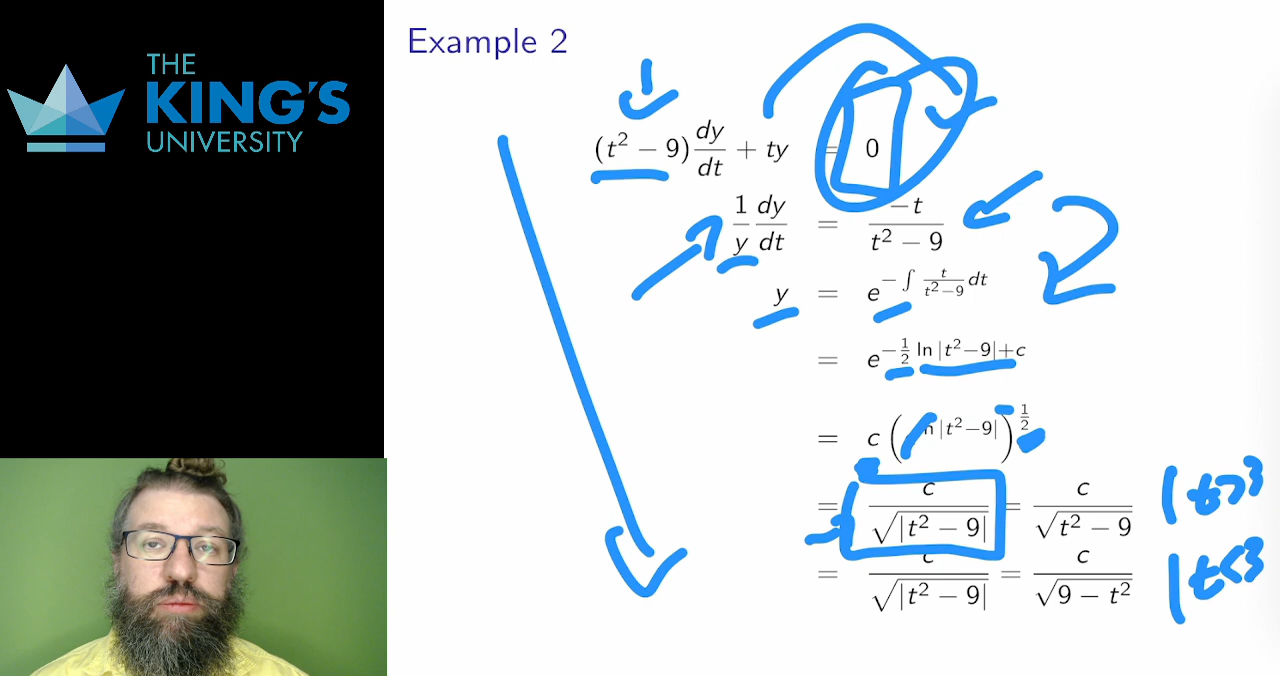 THE
KING'S
UNIVERSITY
Example 2
(t² − 9) dy/dt + ty = 0
1/y dy/dt = −t/(t² − 9)
y = e^(−∫ t/(t²−9) dt)
= e^(−1/2 ln |t²−9|+c)
= c ( ln |t²−9| )^(1/2)
= c/√|t² − 9| = c/√(t² − 9) |t>3
= c/√|t² − 9| = c/√(9 − t²) |t<3